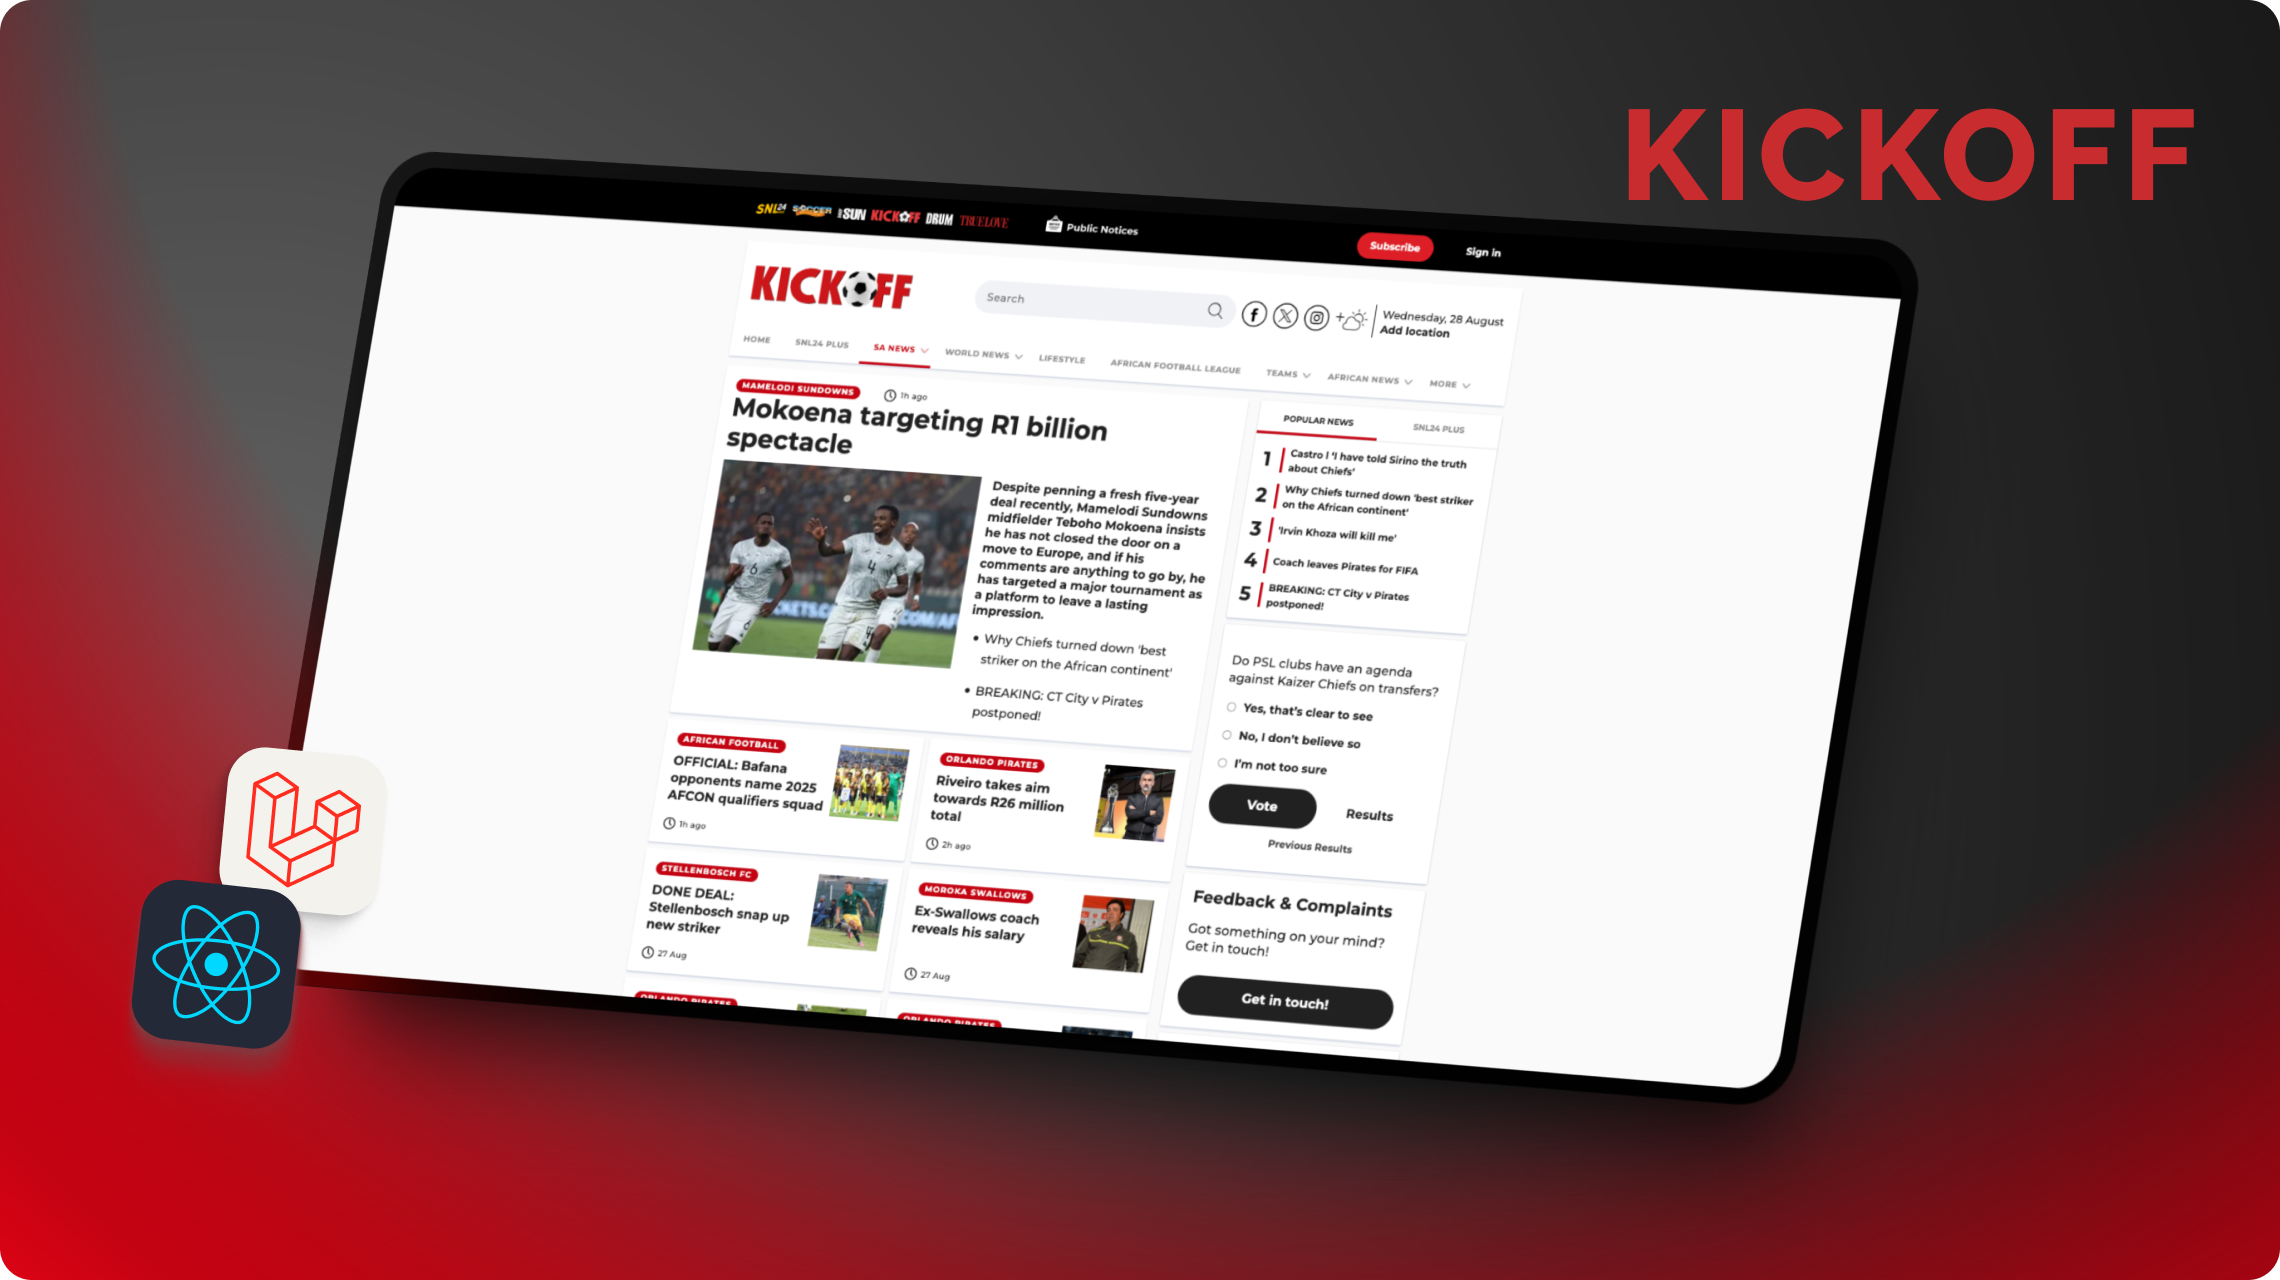 KICKOFF
SNL24 SOCCER SUN KICKOFF DRUM TRUELOVE Public Notices Subscribe Sign in
KICKOFF
Search
Wednesday, 28 August
Add location
HOME SNL24 PLUS SA NEWS WORLD NEWS LIFESTYLE AFRICAN FOOTBALL LEAGUE TEAMS AFRICAN NEWS MORE
MAMELODI SUNDOWNS 1h ago
Mokoena targeting R1 billion
spectacle
Despite penning a fresh five-year
deal recently, Mamelodi Sundowns
midfielder Teboho Mokoena insists
he has not closed the door on a
move to Europe, and if his
comments are anything to go by, he
has targeted a major tournament as
a platform to leave a lasting
impression.
• Why Chiefs turned down 'best
striker on the African continent'
• BREAKING: CT City v Pirates
postponed!
6
4
6
4
AFRICAN FOOTBALL
OFFICIAL: Bafana
opponents name 2025
AFCON qualifiers squad
1h ago
ORLANDO PIRATES
Riveiro takes aim
towards R26 million
total
2h ago
STELLENBOSCH FC
DONE DEAL:
Stellenbosch snap up
new striker
27 Aug
MOROKA SWALLOWS
Ex-Swallows coach
reveals his salary
27 Aug
ORLANDO PIRATES
ORLANDO PIRATES
POPULAR NEWS SNL24 PLUS
1 Castro | 'I have told Sirino the truth
about Chiefs'
2 Why Chiefs turned down 'best striker
on the African continent'
3 'Irvin Khoza will kill me'
4 Coach leaves Pirates for FIFA
5 BREAKING: CT City v Pirates
postponed!
Do PSL clubs have an agenda
against Kaizer Chiefs on transfers?
Yes, that's clear to see
No, I don't believe so
I'm not too sure
Vote Results
Previous Results
Feedback & Complaints
Got something on your mind?
Get in touch!
Get in touch!